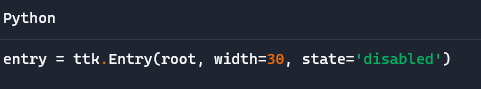 Python
entry = ttk.Entry(root, width=30, state='disabled')